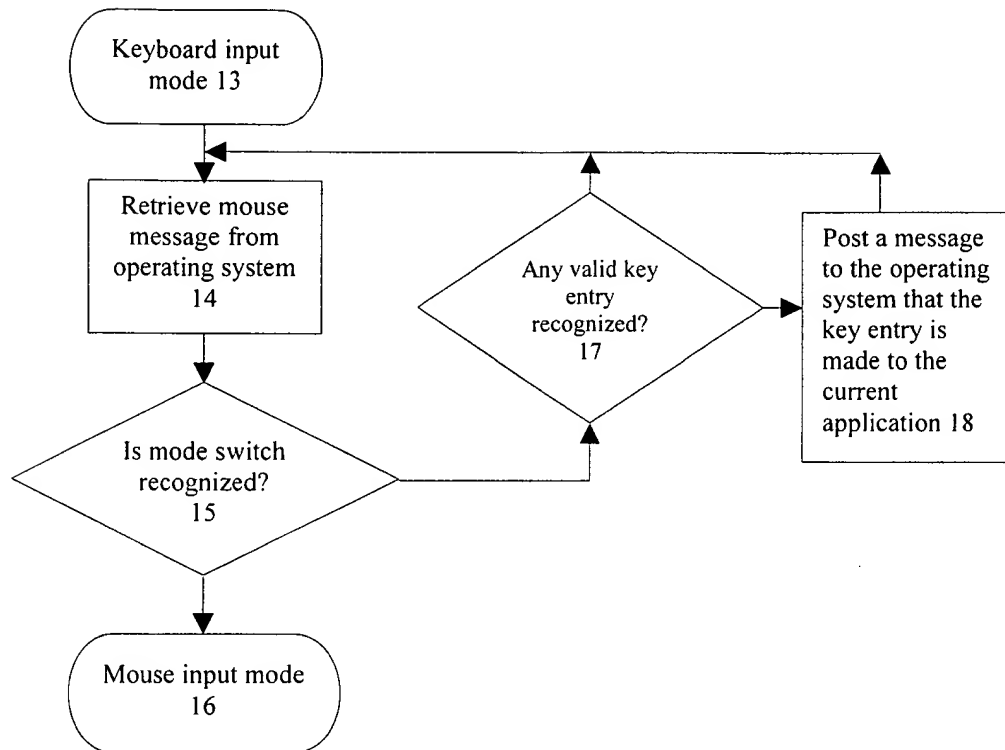 Keyboard input
mode 13
Retrieve mouse
message from
operating system
14
Is mode switch
recognized?
15
Mouse input mode
16
Any valid key
entry
recognized?
17
Post a message
to the operating
system that the
key entry is
made to the
current
application 18